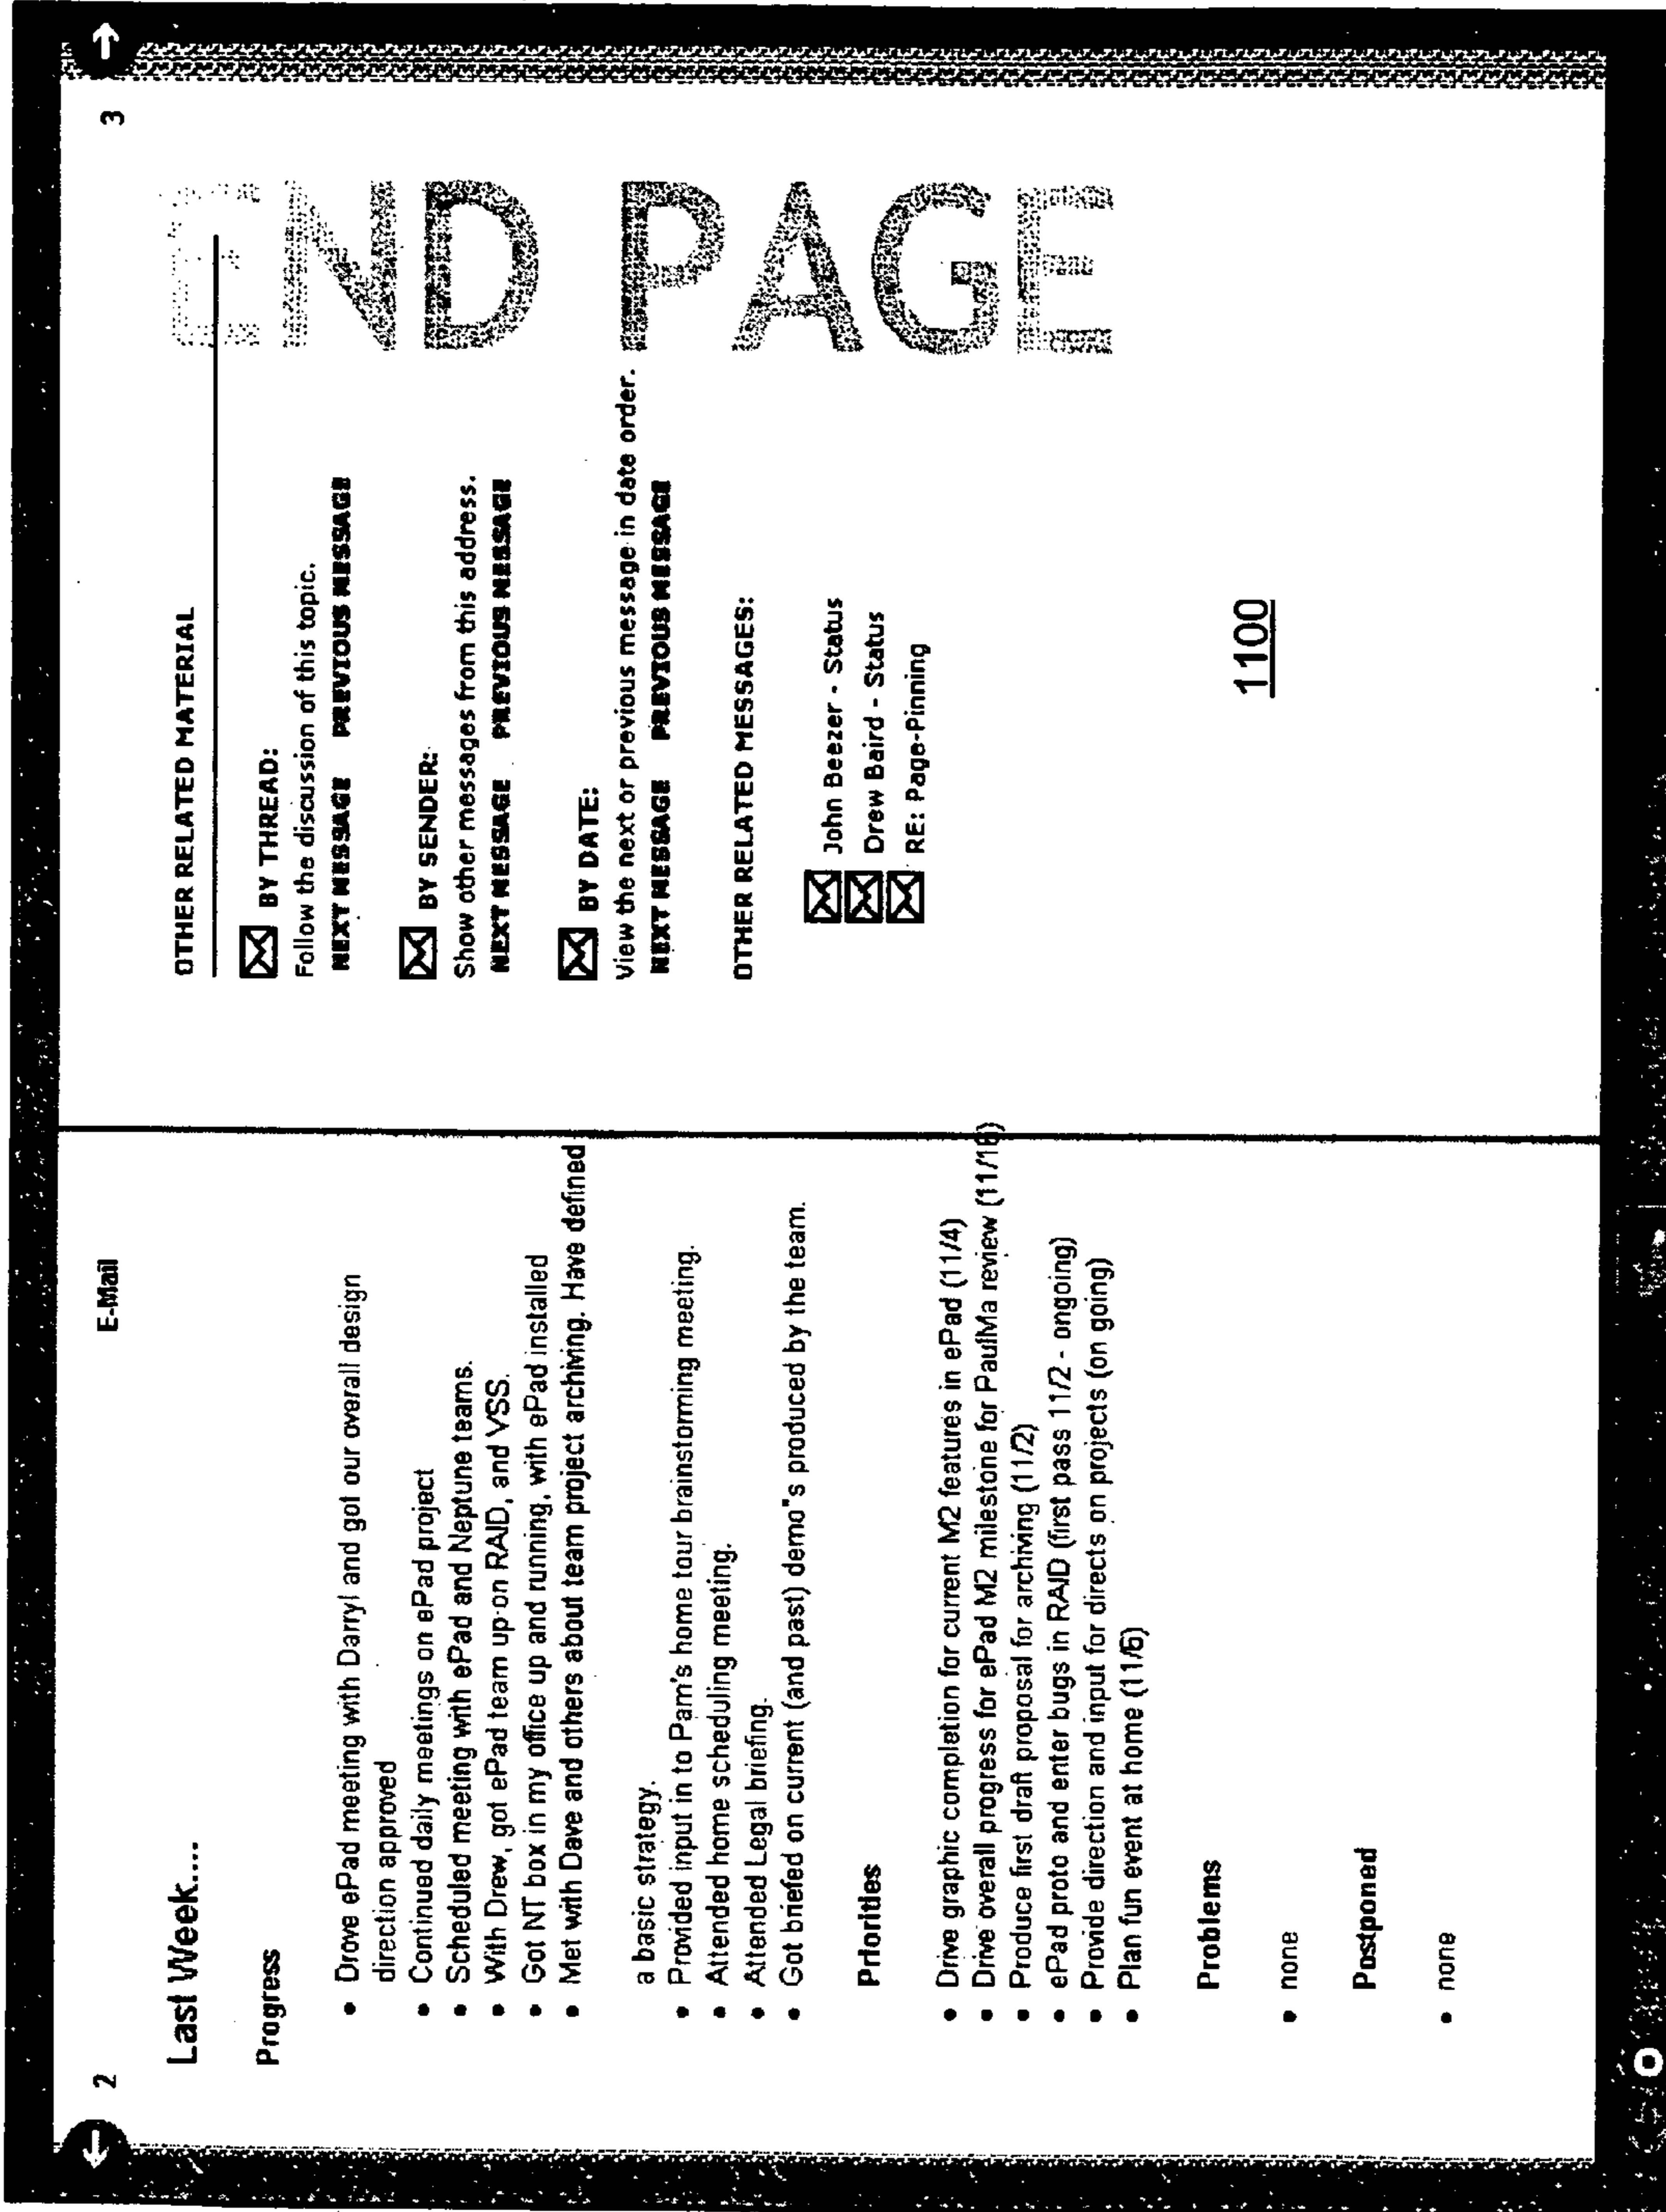 2
E-Mail
Last Week....
Progress
• Drove ePad meeting with Darryl and got our overall design
direction approved
• Continued daily meetings on ePad project
• Scheduled meeting with ePad and Neptune teams.
• With Drew, got ePad team up on RAID, and VSS.
• Got NT box in my office up and running, with ePad installed
• Met with Dave and others about team project archiving. Have defined
a basic strategy.
• Provided input in to Pam's home tour brainstorming meeting.
• Attended home scheduling meeting.
• Attended Legal briefing.
• Got briefed on current (and past) demo"s produced by the team.
Priorities
• Drive graphic completion for current M2 features in ePad (11/4)
• Drive overall progress for ePad M2 milestone for PaulMa review (11/16)
• Produce first draft proposal for archiving (11/2)
• ePad proto and enter bugs in RAID (first pass 11/2 - ongoing)
• Provide direction and input for directs on projects (on going)
• Plan fun event at home (11/6)
Problems
• none
Postponed
• none
3
END PAGE
OTHER RELATED MATERIAL
BY THREAD:
Follow the discussion of this topic.
NEXT MESSAGE PREVIOUS MESSAGE
BY SENDER:
Show other messages from this address.
NEXT MESSAGE PREVIOUS MESSAGE
BY DATE:
View the next or previous message in date order.
NEXT MESSAGE PREVIOUS MESSAGE
OTHER RELATED MESSAGES:
John Beezer - Status
Drew Baird - Status
RE: Page-Pinning
1100